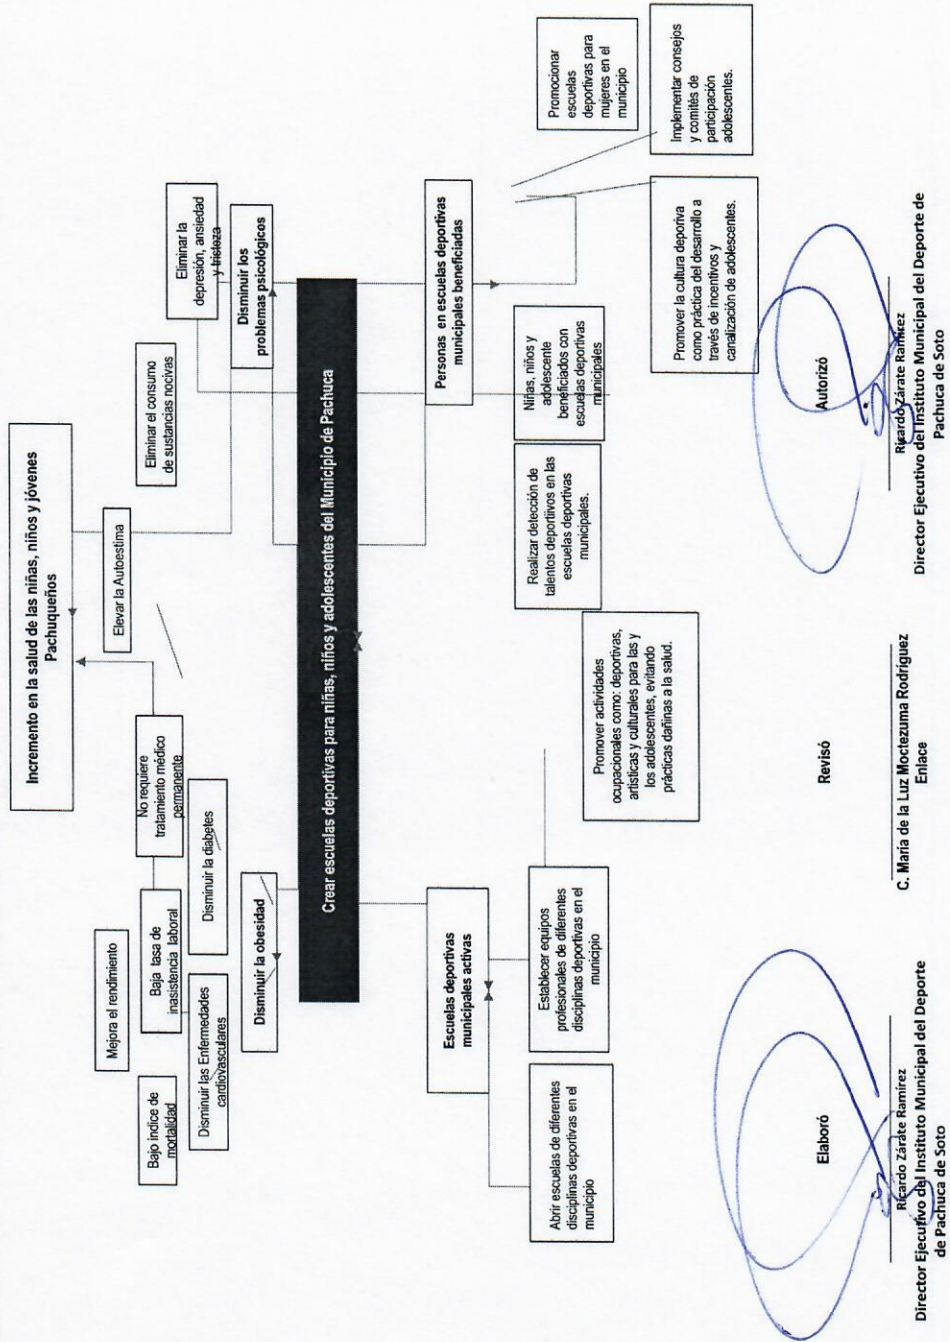 Incremento en la salud de las niñas, niños y jóvenes
Pachuqueños
Mejora el rendimiento
Elevar la Autoestima
Bajo índice de
mortalidad
Baja tasa de
inasistencia laboral
No requiere
tratamiento médico
permanente
Eliminar el consumo
de sustancias nocivas
Eliminar la
depresión, ansiedad
y tristeza
Disminuir las Enfermedades
cardiovasculares
Disminuir la diabetes
Disminuir la obesidad
Disminuir los
problemas psicológicos
Crear escuelas deportivas para niñas, niños y adolescentes del Municipio de Pachuca
Escuelas deportivas
municipales activas
Personas en escuelas deportivas
municipales beneficiadas
Abrir escuelas de diferentes
disciplinas deportivas en el
municipio
Establecer equipos
profesionales de diferentes
disciplinas deportivas en el
municipio
Realizar detección de
talentos deportivos en las
escuelas deportivas
municipales.
Niñas, niños y
adolescente
beneficiados con
escuelas deportivas
municipales
Promocionar
escuelas
deportivas para
mujeres en el
municipio
Promover actividades
ocupacionales como: deportivas,
artísticas y culturales para las y
los adolescentes, evitando
prácticas dañinas a la salud.
Promover la cultura deportiva
como práctica del desarrollo a
través de incentivos y
canalización de adolescentes.
Implementar consejos
y comités de
participación
adolescentes.
Elaboró
Ricardo Zárate Ramírez
Director Ejecutivo del Instituto Municipal del Deporte
de Pachuca de Soto
Revisó
C. María de la Luz Moctezuma Rodríguez
Enlace
Autorizó
Ricardo Zárate Ramírez
Director Ejecutivo del Instituto Municipal del Deporte de
Pachuca de Soto